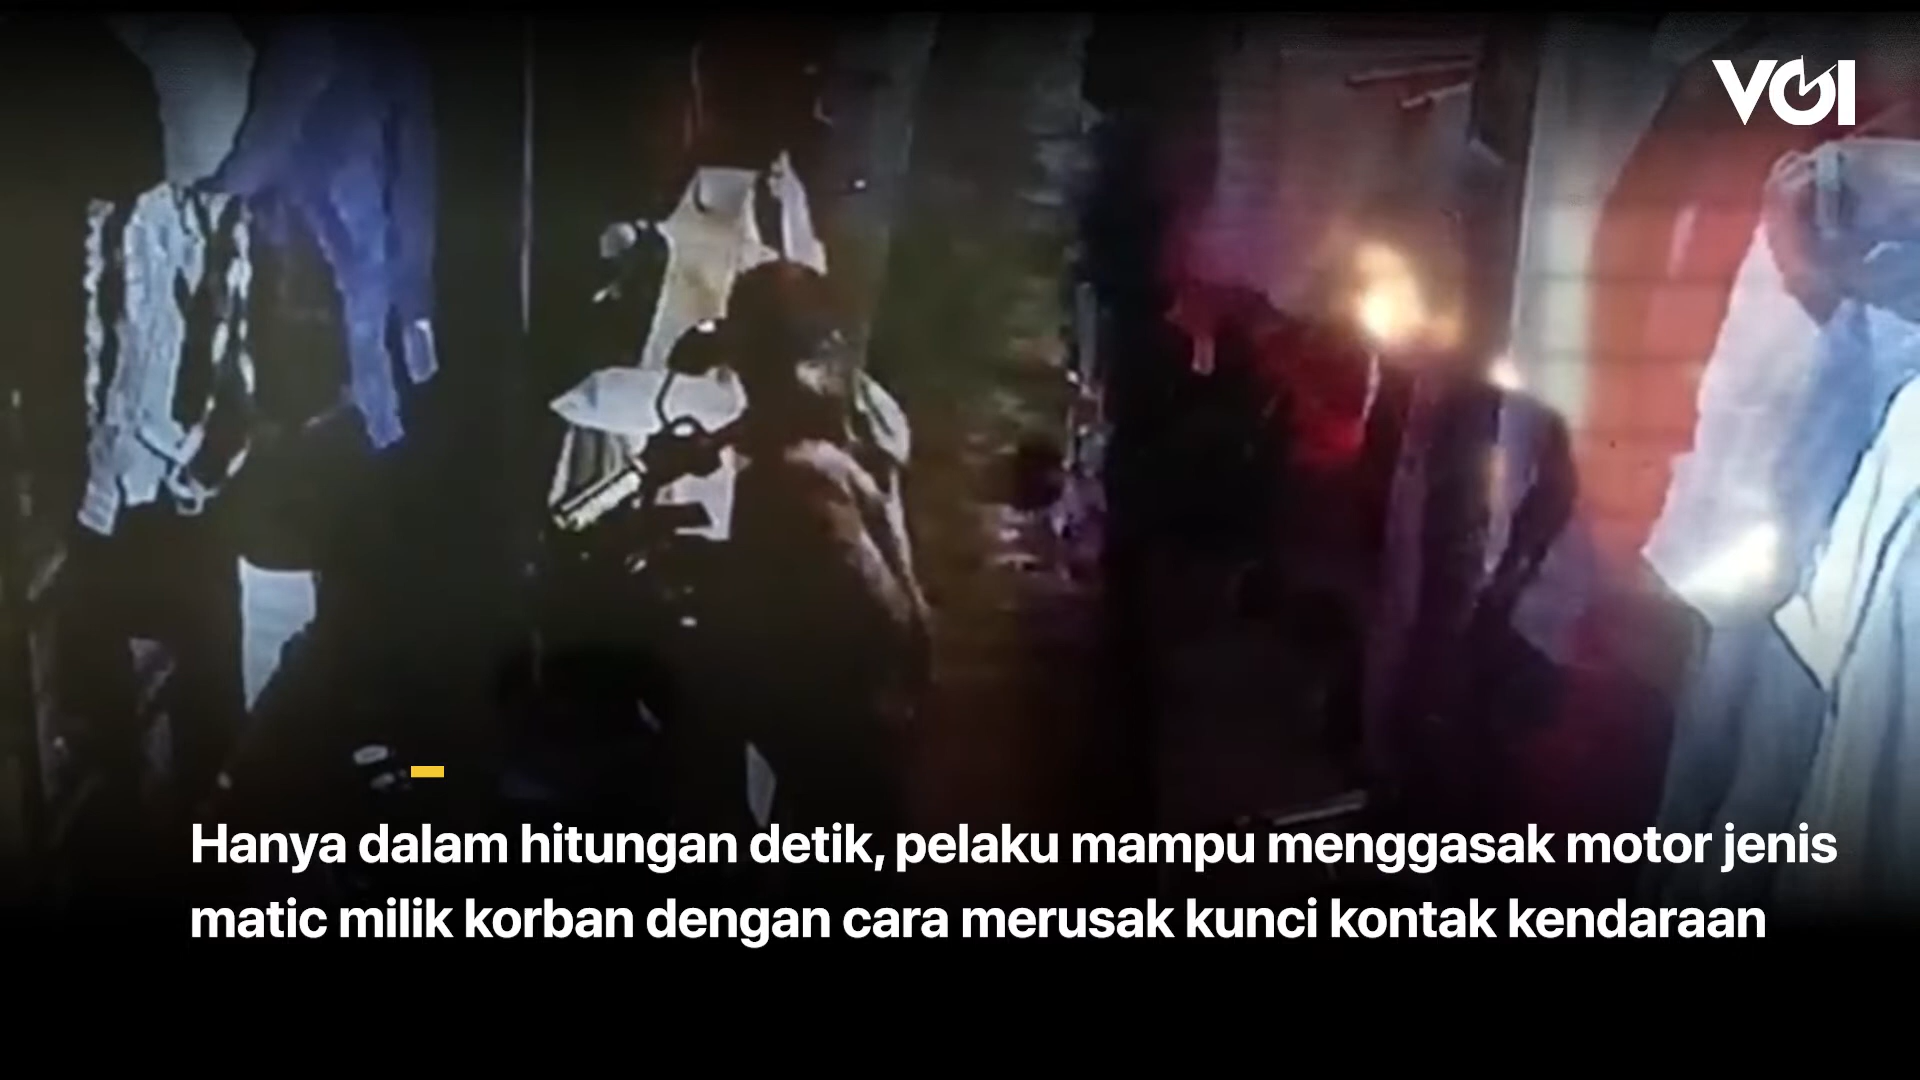 VOI
Hanya dalam hitungan detik, pelaku mampu menggasak motor jenis
matic milik korban dengan cara merusak kunci kontak kendaraan